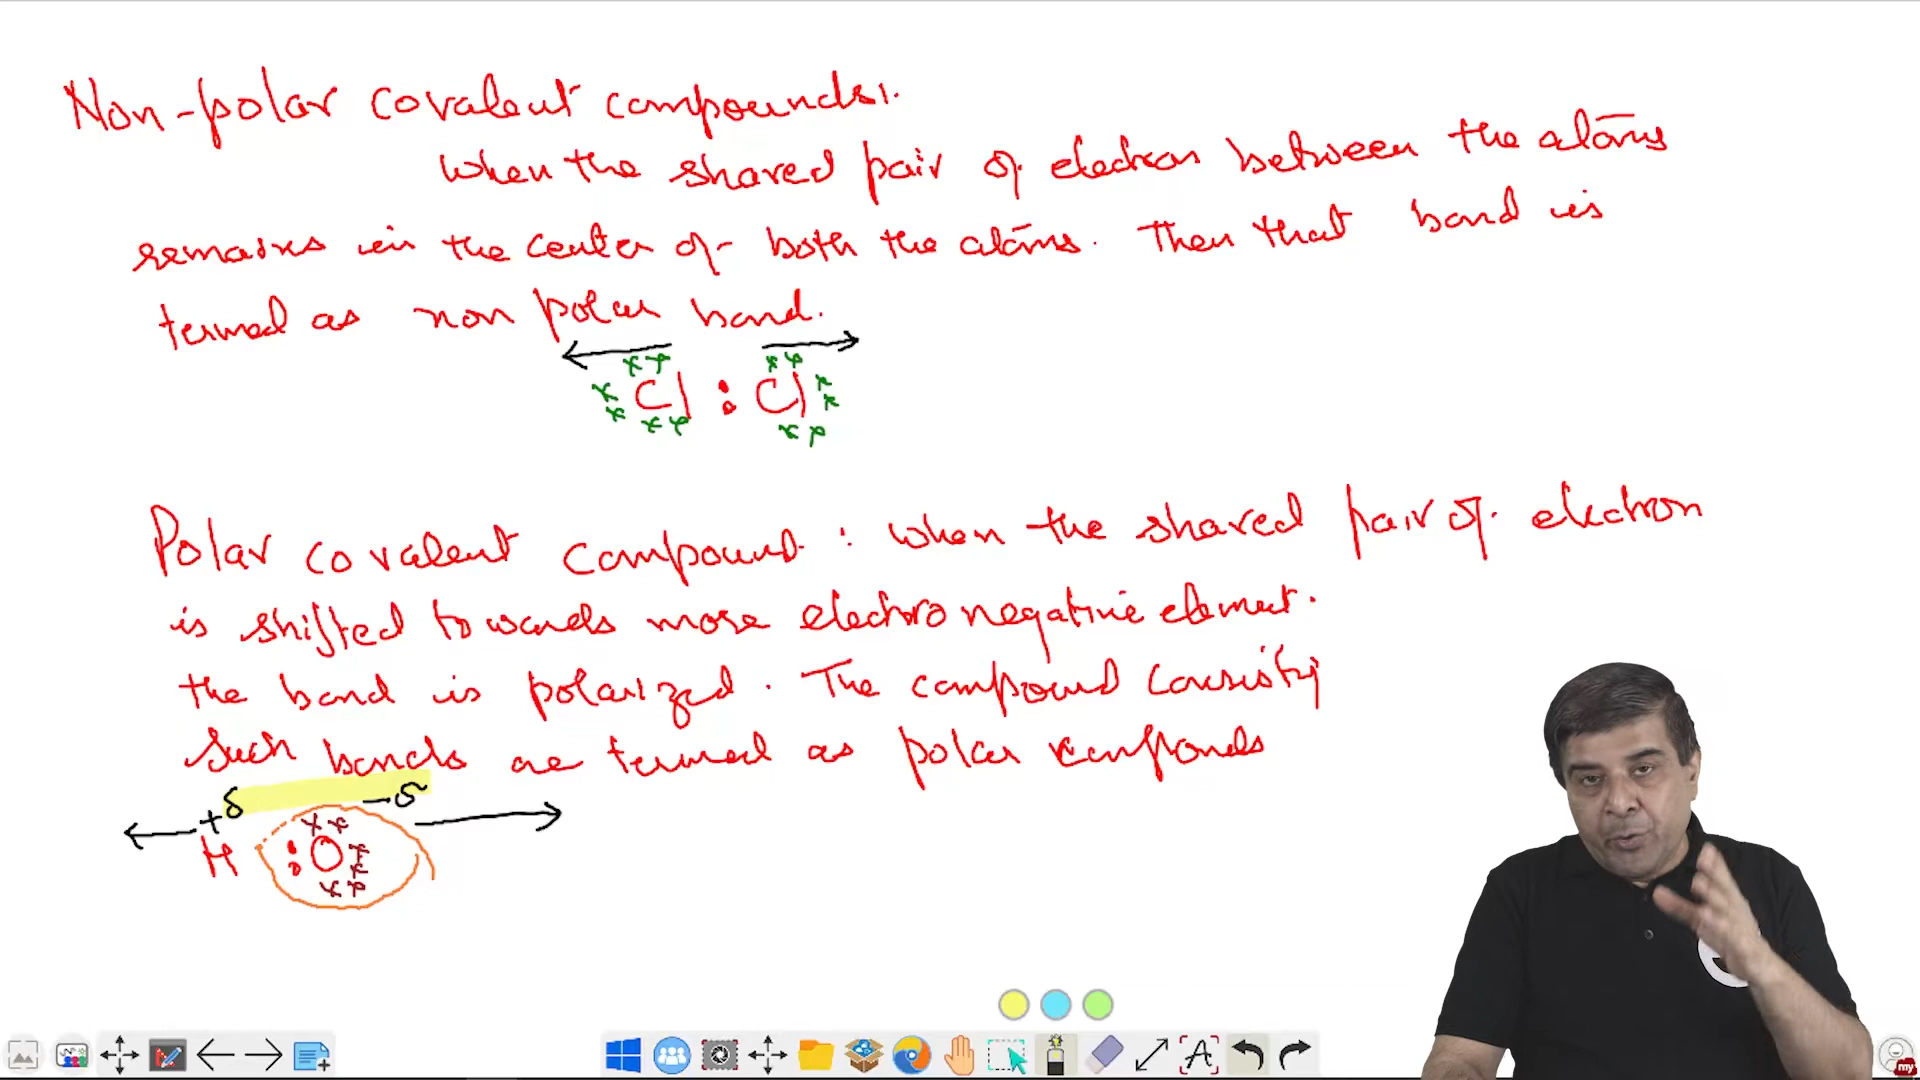 Non-polar covalent compounds:.
When the shared pair of electron between the atoms
remains in the center of both the atoms. Then that bond is
termed as non polar bond.
Cl : Cl
Polar covalent compound : When the shared pair of electron
is shifted towards more electronegative element.
the bond is polarized. The compound consisting
such bonds are termed as polar compounds
+δ -δ
H : O